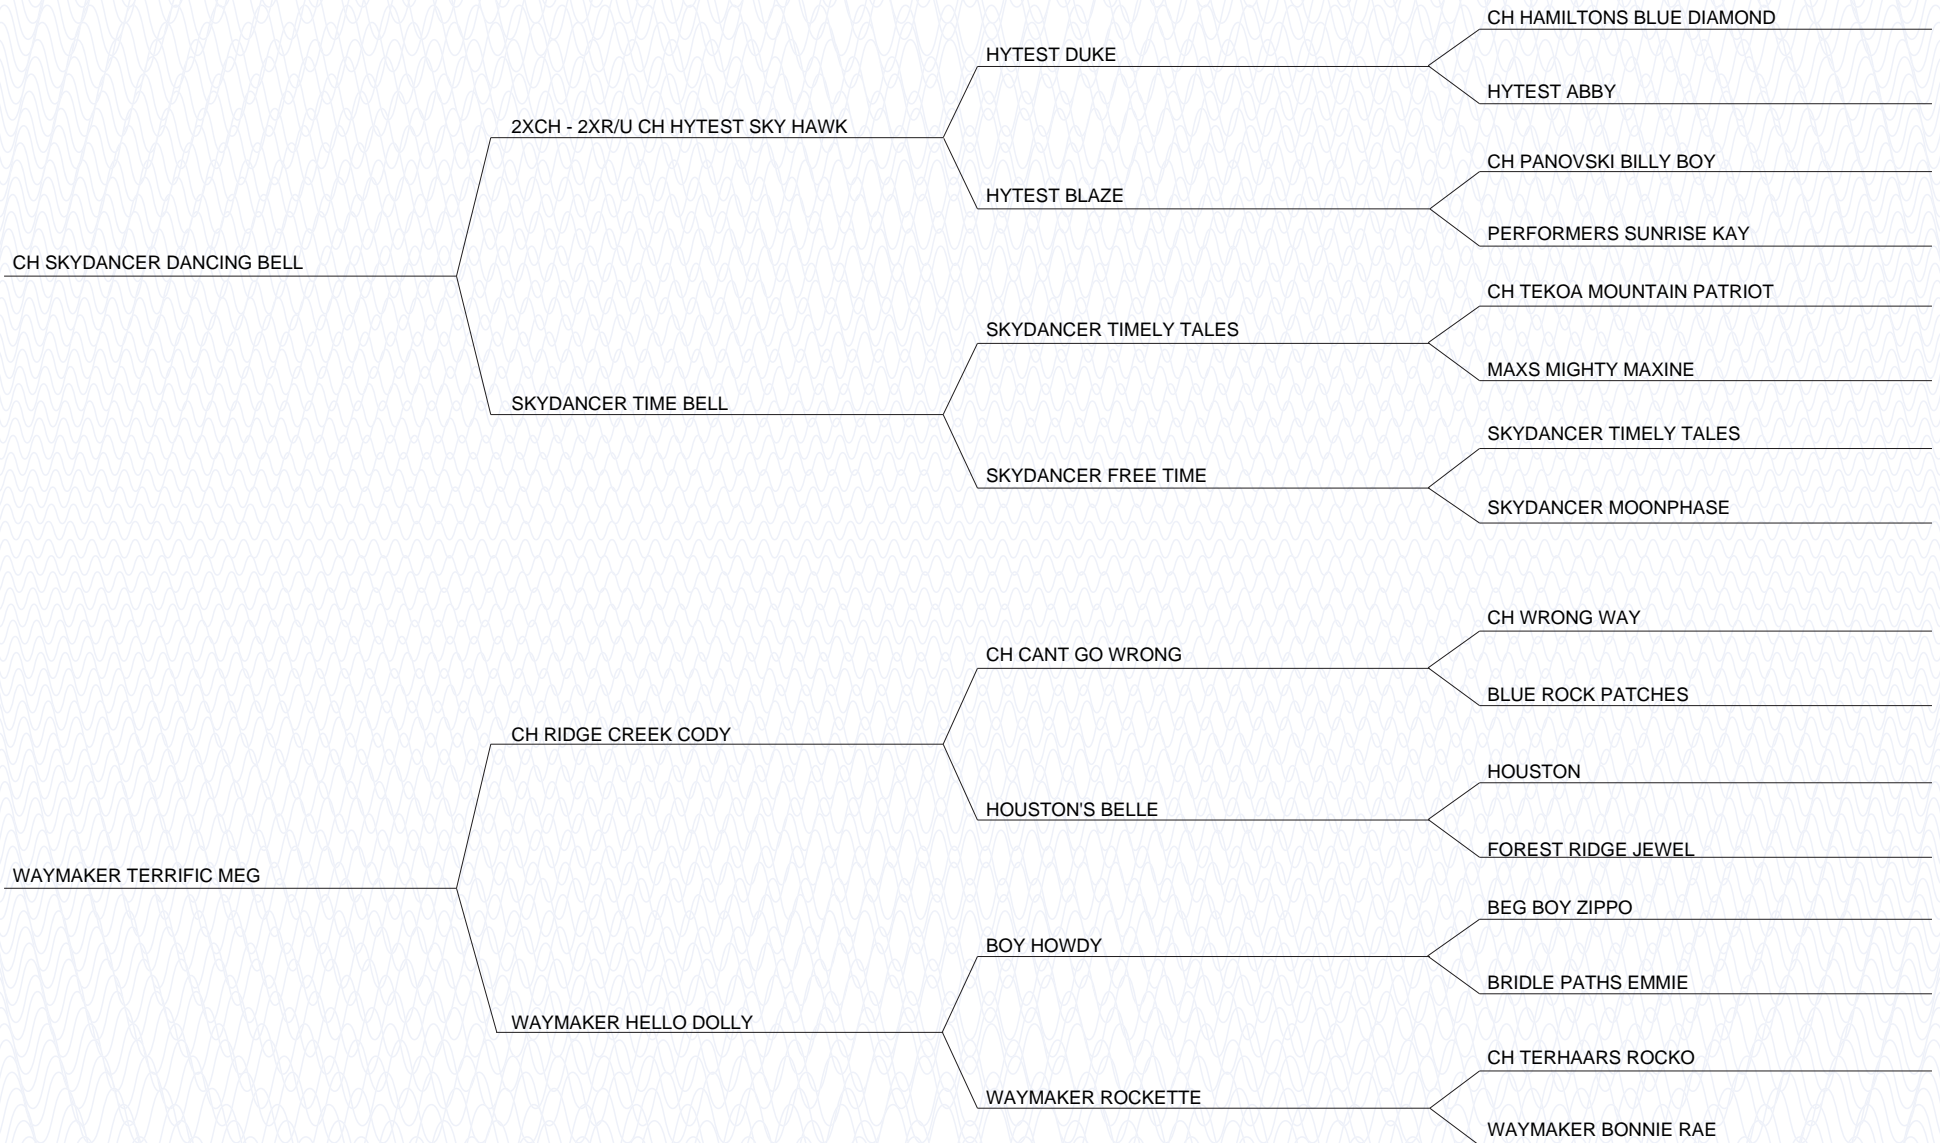 CH HAMILTONS BLUE DIAMOND
HYTEST DUKE
HYTEST ABBY
2XCH - 2XR/U CH HYTEST SKY HAWK
CH PANOVSKI BILLY BOY
HYTEST BLAZE
PERFORMERS SUNRISE KAY
CH SKYDANCER DANCING BELL
CH TEKOA MOUNTAIN PATRIOT
SKYDANCER TIMELY TALES
MAXS MIGHTY MAXINE
SKYDANCER TIME BELL
SKYDANCER TIMELY TALES
SKYDANCER FREE TIME
SKYDANCER MOONPHASE
CH WRONG WAY
CH CANT GO WRONG
BLUE ROCK PATCHES
CH RIDGE CREEK CODY
HOUSTON
HOUSTON'S BELLE
FOREST RIDGE JEWEL
WAYMAKER TERRIFIC MEG
BEG BOY ZIPPO
BOY HOWDY
BRIDLE PATHS EMMIE
WAYMAKER HELLO DOLLY
CH TERHAARS ROCKO
WAYMAKER ROCKETTE
WAYMAKER BONNIE RAE